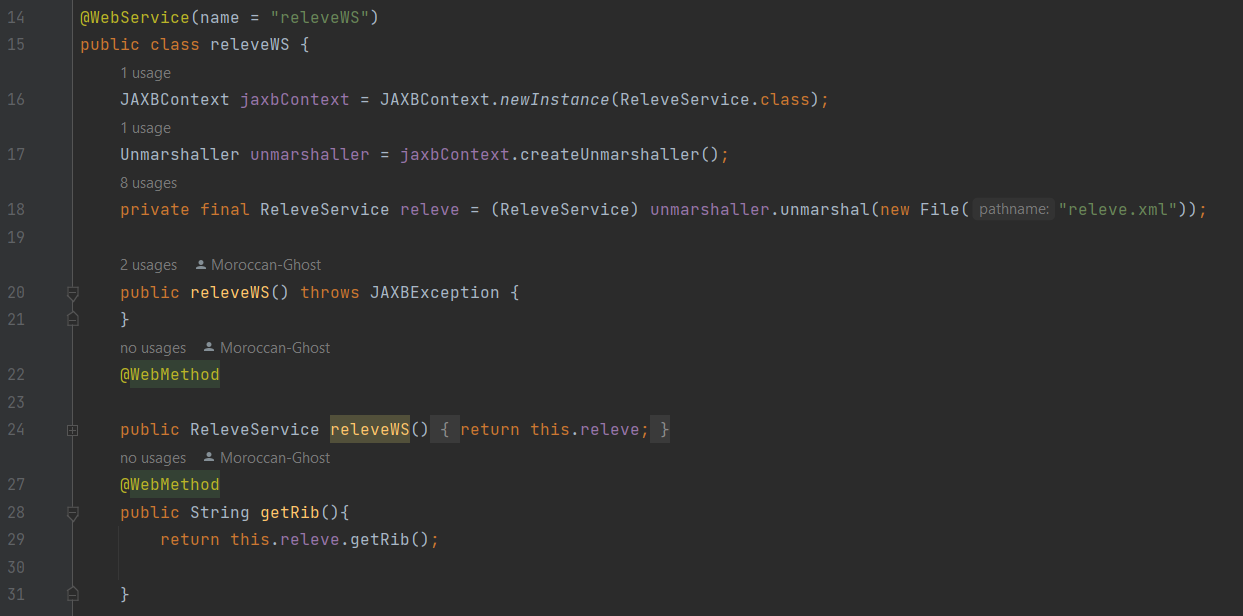 14 @WebService(name = "releveWS")
15 public class releveWS {
1 usage
16 JAXBContext jaxbContext = JAXBContext.newInstance(ReleveService.class);
1 usage
17 Unmarshaller unmarshaller = jaxbContext.createUnmarshaller();
8 usages
18 private final ReleveService releve = (ReleveService) unmarshaller.unmarshal(new File( pathname: "releve.xml"));
19
2 usages Moroccan-Ghost
20 public releveWS() throws JAXBException {
21 }
no usages Moroccan-Ghost
22 @WebMethod
23
24 public ReleveService releveWS() { return this.releve; }
no usages Moroccan-Ghost
27 @WebMethod
28 public String getRib(){
29 return this.releve.getRib();
30
31 }